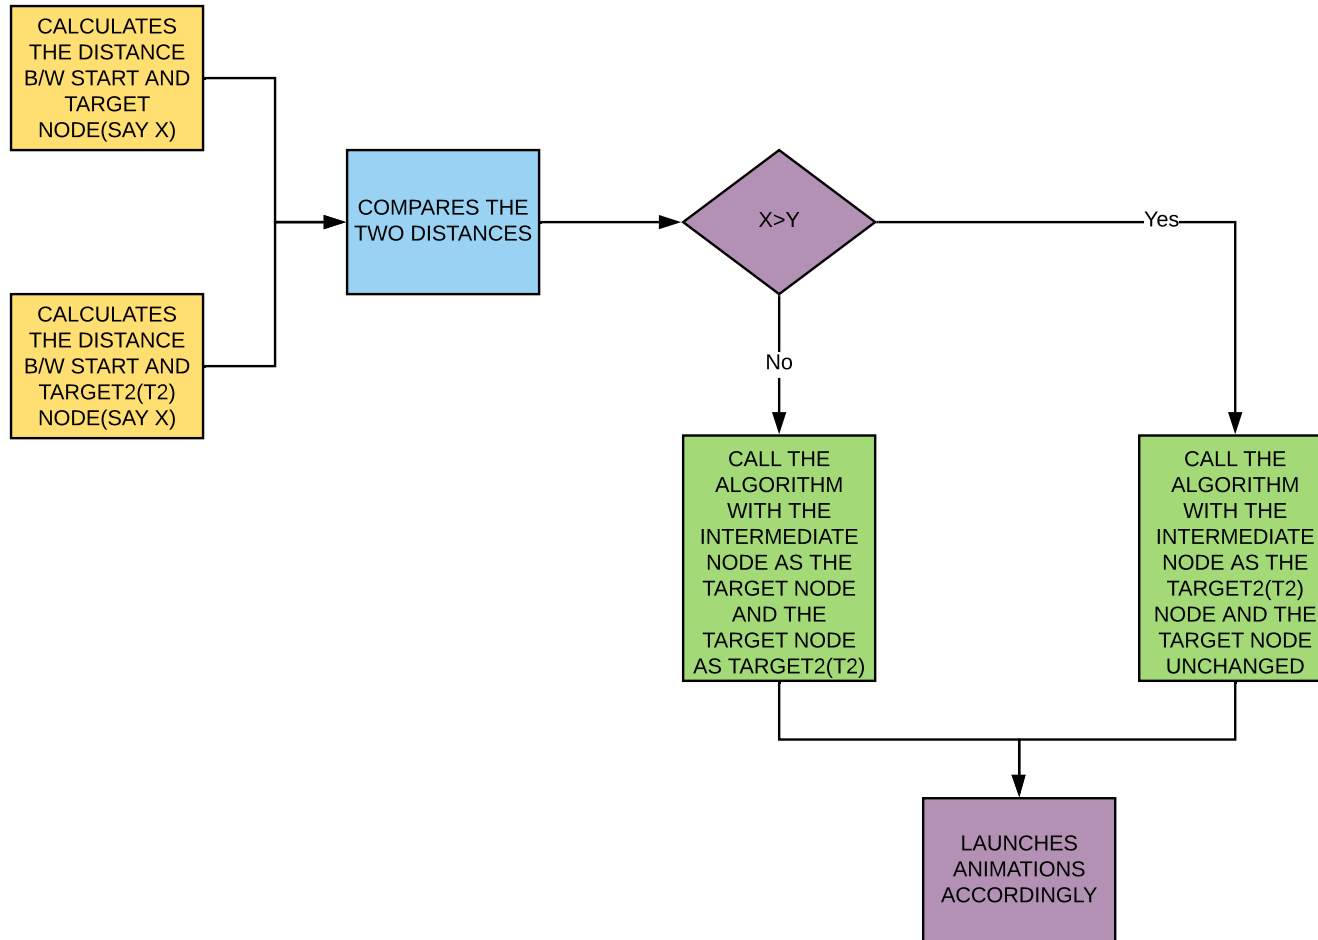 CALCULATES
THE DISTANCE
B/W START AND
TARGET
NODE(SAY X)
COMPARES THE
TWO DISTANCES
X>Y
Yes
CALCULATES
THE DISTANCE
B/W START AND
TARGET2(T2)
NODE(SAY X)
No
CALL THE
ALGORITHM
WITH THE
INTERMEDIATE
NODE AS THE
TARGET NODE
AND THE
TARGET NODE
AS TARGET2(T2)
CALL THE
ALGORITHM
WITH THE
INTERMEDIATE
NODE AS THE
TARGET2(T2)
NODE AND THE
TARGET NODE
UNCHANGED
LAUNCHES
ANIMATIONS
ACCORDINGLY